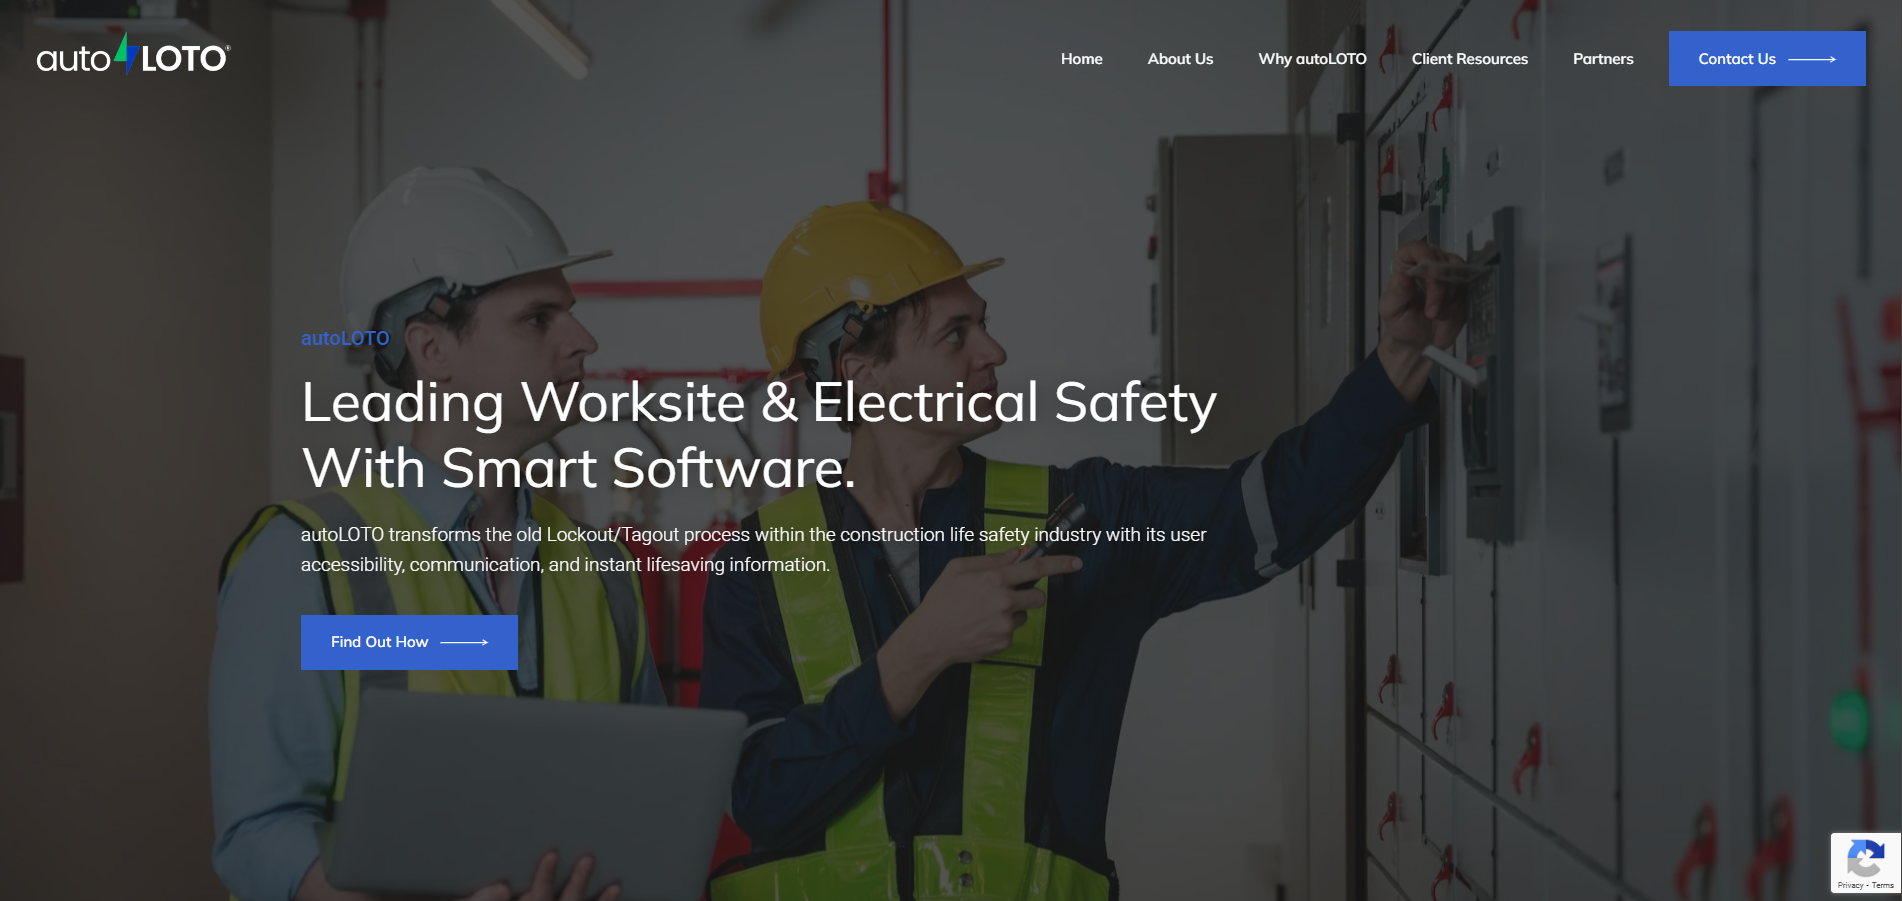 auto LOTO®
Home
About Us
Why autoLOTO
Client Resources
Partners
Contact Us
autoLOTO
Leading Worksite & Electrical Safety
With Smart Software.
autoLOTO transforms the old Lockout/Tagout process within the construction life safety industry with its user
accessibility, communication, and instant lifesaving information.
Find Out How
Privacy - Terms